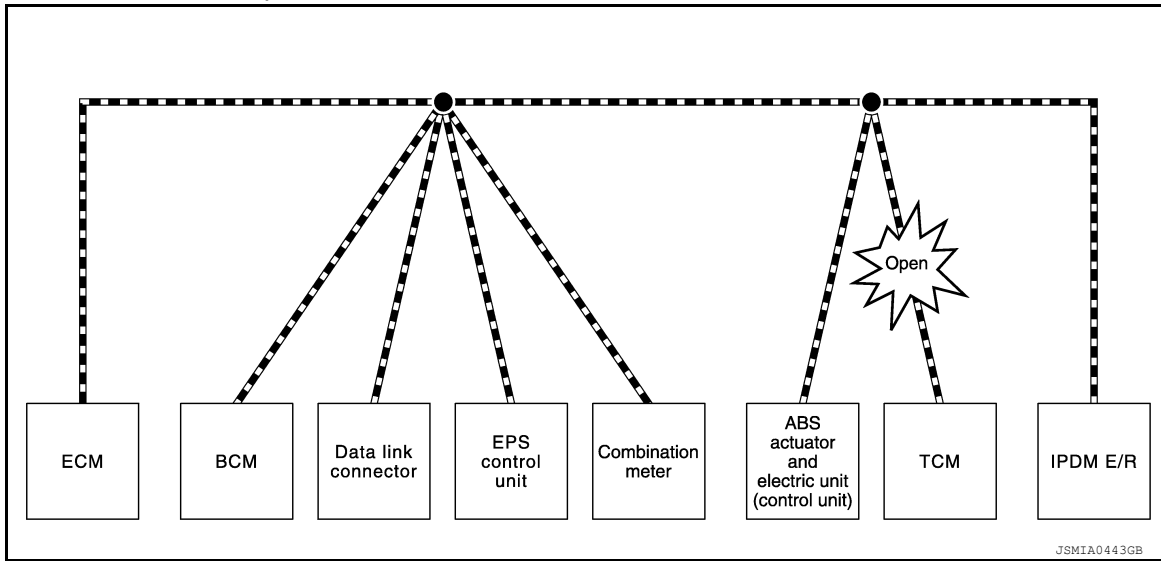 Open
ECM
BCM
Data link
connector
EPS
control
unit
Combination
meter
ABS
actuator
and
electric unit
(control unit)
TCM
IPDM E/R
JSMIA0443GB